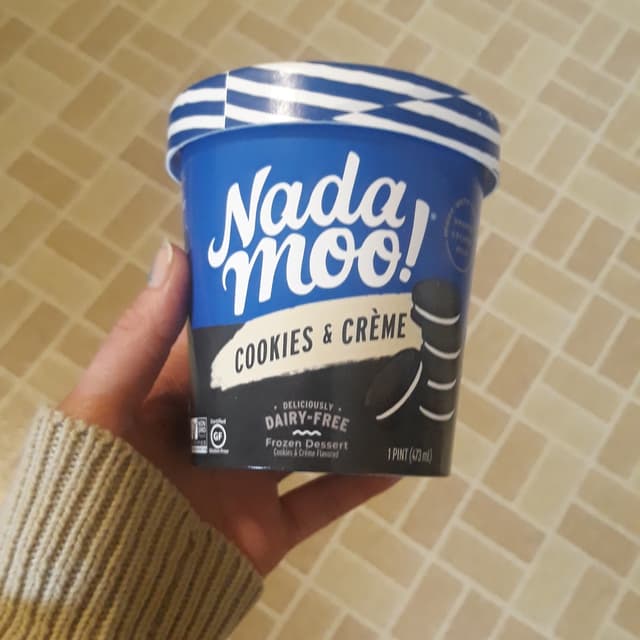 Nada
moo!
COOKIES & CRÈME
DELICIOUSLY
DAIRY-FREE
Frozen Dessert
Cookies & Crème Flavored
1 PINT (473 mL)
GF